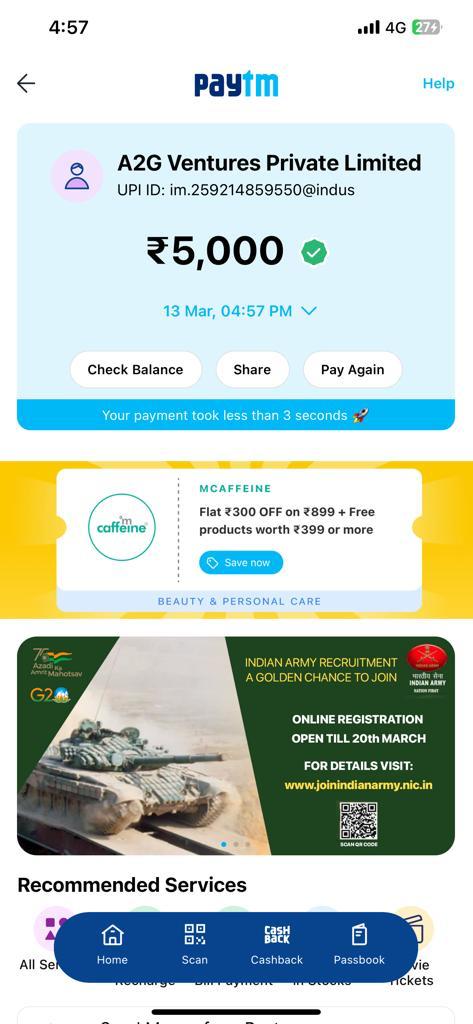 4:57
4G
27
paytm
Help
A2G Ventures Private Limited
UPI ID: im.259214859550@indus
₹5,000
13 Mar, 04:57 PM
Check Balance
Share
Pay Again
Your payment took less than 3 seconds 🚀
MCAFFEINE
Flat ₹300 OFF on ₹899 + Free
products worth ₹399 or more
Save now
m
caffeine
BEAUTY & PERSONAL CARE
75
Azadi Ka
Amrit Mahotsav
G20
INDIAN ARMY RECRUITMENT
A GOLDEN CHANCE TO JOIN
भारतीय सेना
INDIAN ARMY
NATION FIRST
ONLINE REGISTRATION
OPEN TILL 20th MARCH
FOR DETAILS VISIT:
www.joinindianarmy.nic.in
SCAN QR CODE
Recommended Services
All
Recharge
Bill Payment
in Stocks
Tickets
Home
Scan
CASH
BACK
Cashback
Passbook